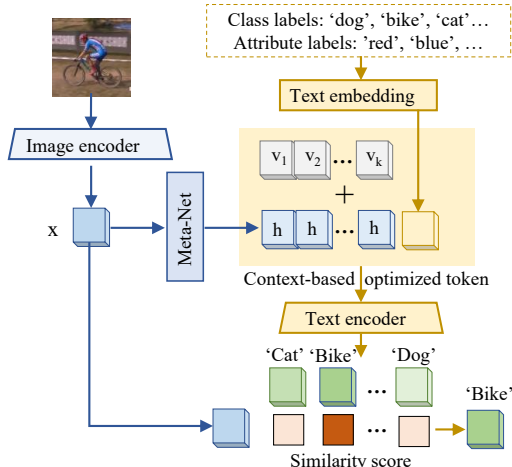 Class labels: ‘dog’, ‘bike’, ‘cat’…
Attribute labels: ‘red’, ‘blue’, …
Text embedding
Image encoder
v1 v2 ... vk
+
x
Meta-Net
h h ... h
Context-based optimized token
Text encoder
‘Cat’ ‘Bike’ ... ‘Dog’
‘Bike’
...
Similarity score